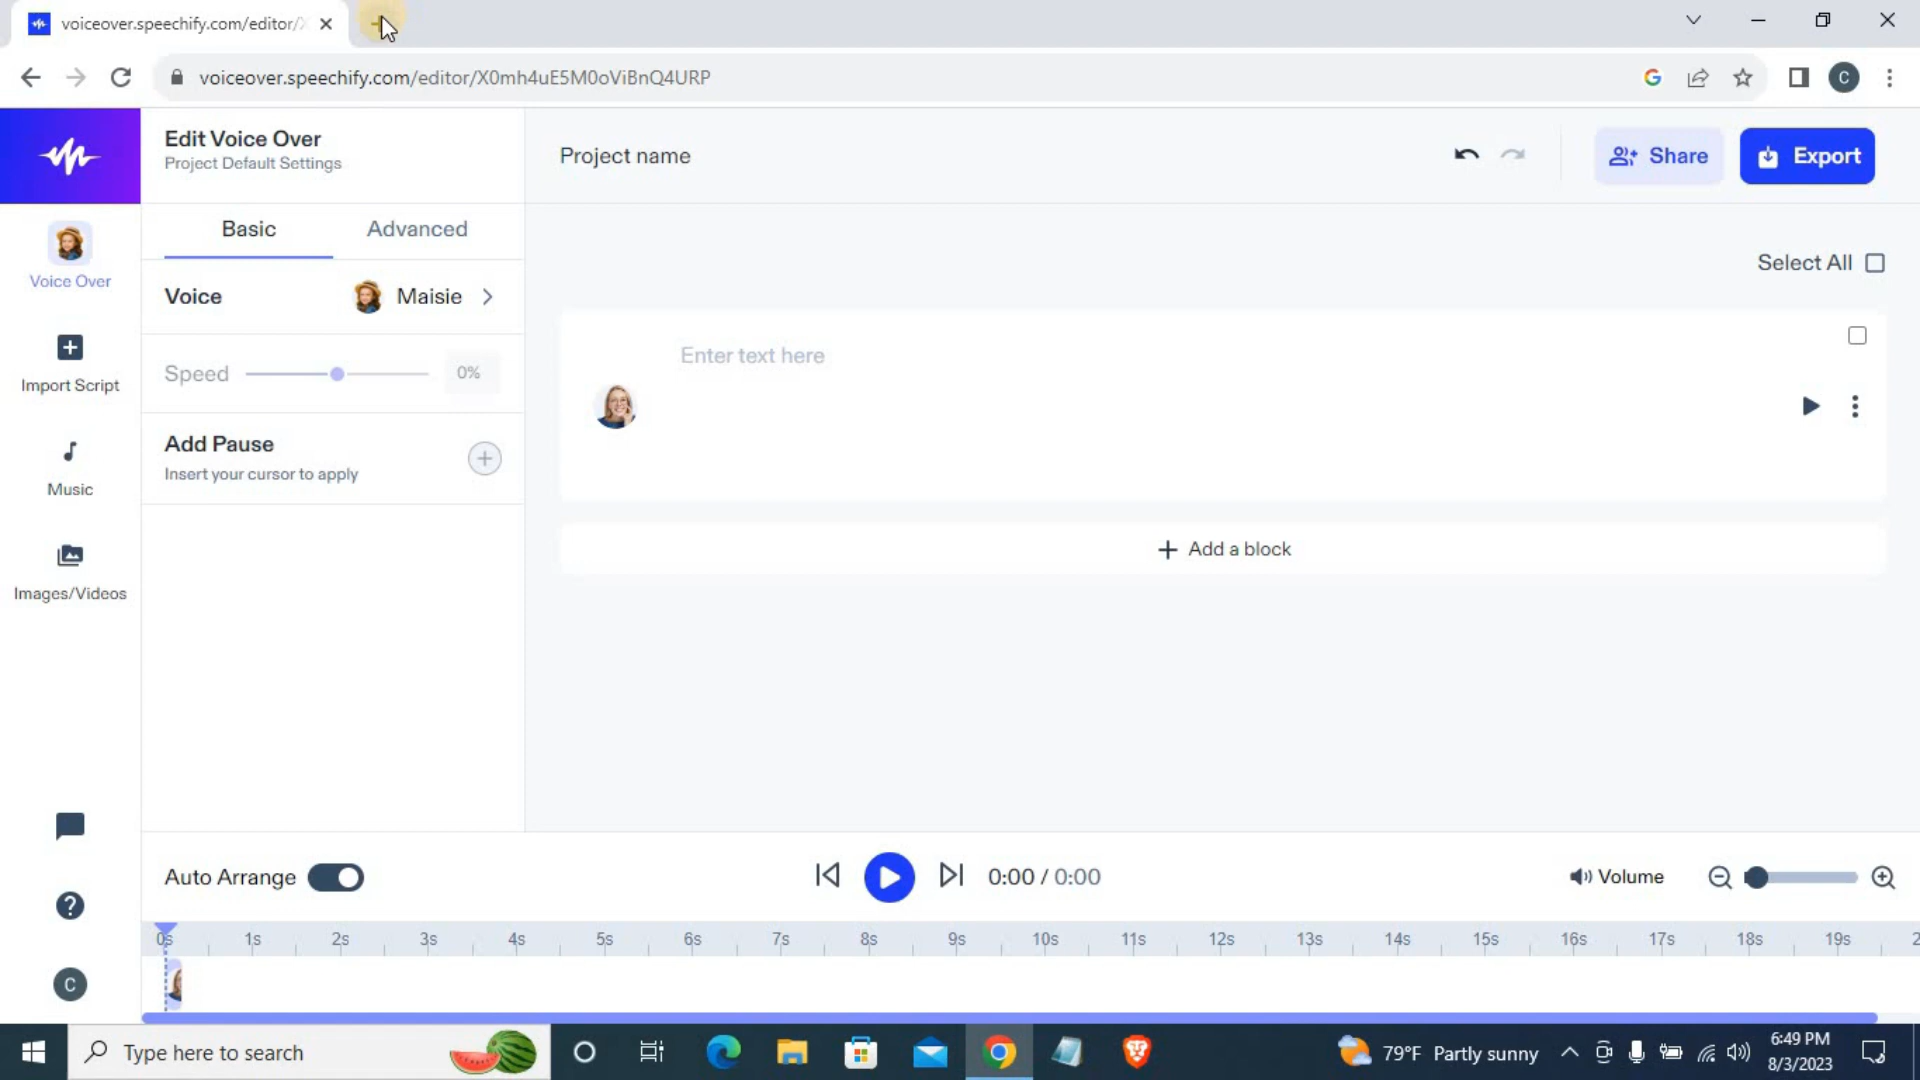 voiceover.speechify.com/editor/
voiceover.speechify.com/editor/X0mh4uE5M0oViBnQ4URP
C
Edit Voice Over
Project Default Settings
Project name
Share
Export
Voice Over
Basic
Advanced
Select All
Voice
Maisie
Enter text here
Import Script
Speed
0%
Add Pause
Insert your cursor to apply
Music
Add a block
Images/Videos
Auto Arrange
0:00 / 0:00
Volume
0s 1s 2s 3s 4s 5s 6s 7s 8s 9s 10s 11s 12s 13s 14s 15s 16s 17s 18s 19s 2
C
Type here to search
79°F Partly sunny
6:49 PM
8/3/2023